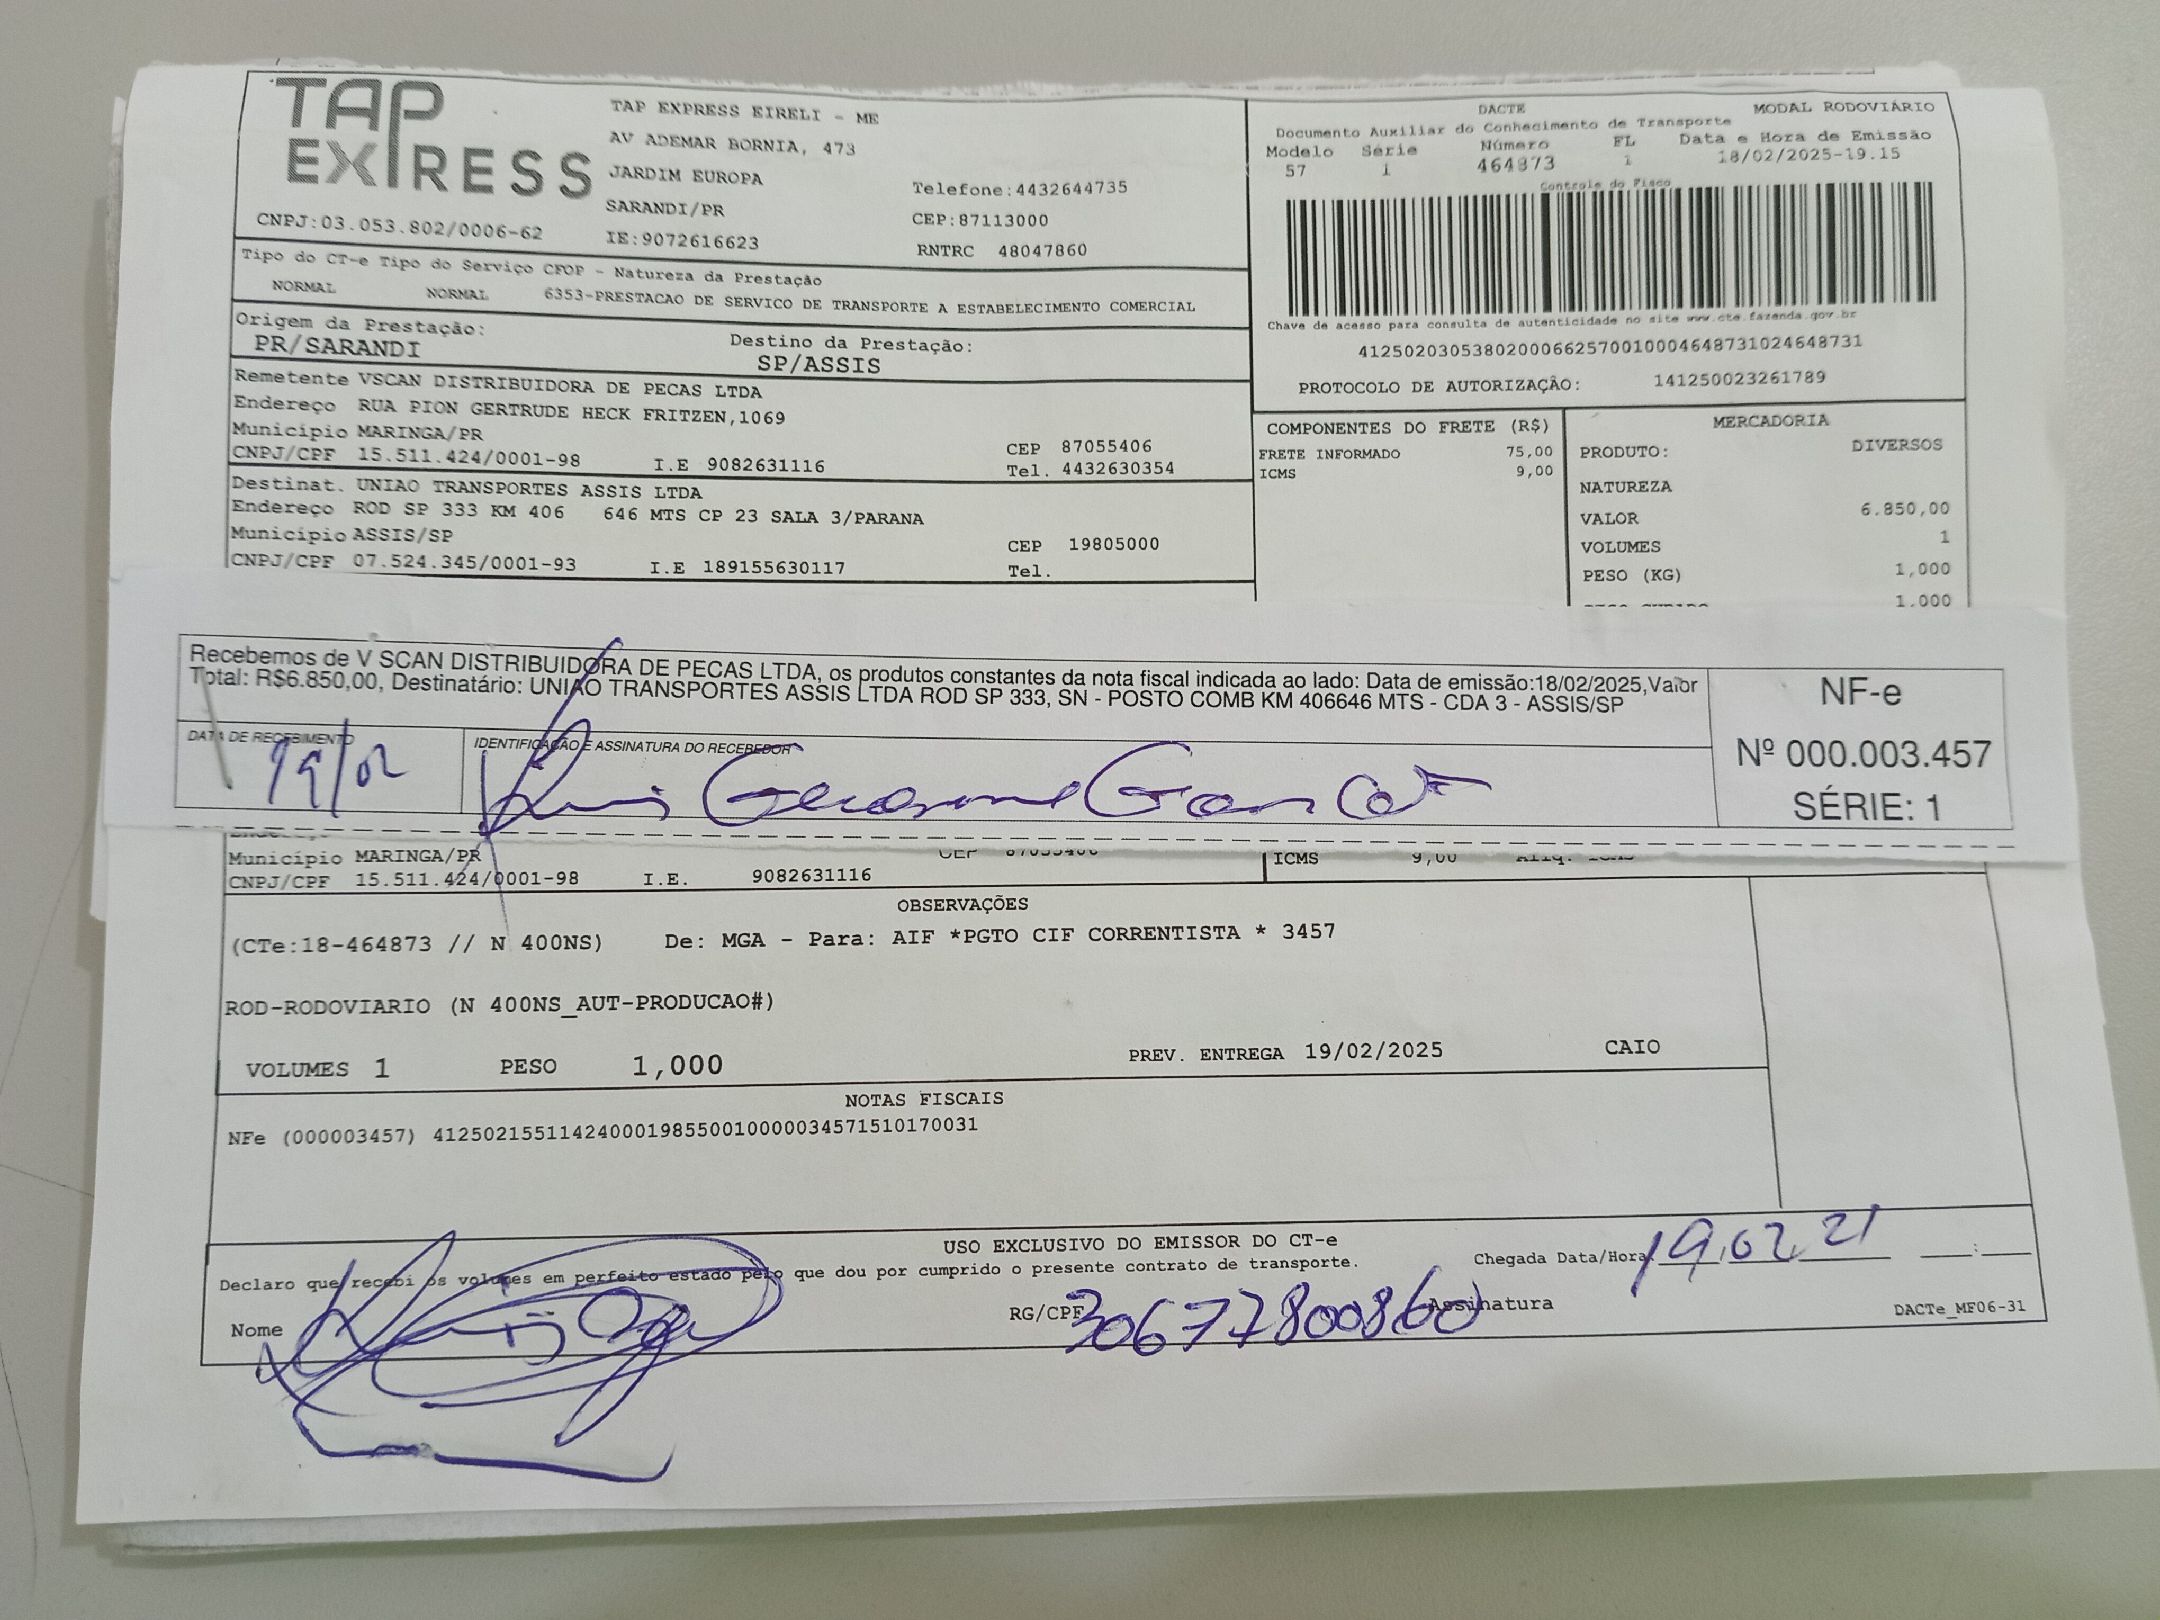 TAP EXPRESS
TAP EXPRESS EIRELI - ME
AV ADEMAR BORNIA, 473
JARDIM EUROPA
SARANDI/PR
IE:9072616623
Telefone:4432644735
CEP:87113000
RNTRC 48047860
CNPJ:03.053.802/0006-62
DACTE MODAL RODOVIÁRIO
Documento Auxiliar do Conhecimento de Transporte
Modelo Série Número FL Data e Hora de Emissão
57 1 464873 1 18/02/2025-19.15
Controle do Fisco
Chave de acesso para consulta de autenticidade no site www.cte.fazenda.gov.br
41250203053802000662570010004648731024648731
PROTOCOLO DE AUTORIZAÇÃO: 141250023261789
Tipo do CT-e Tipo do Serviço CFOP - Natureza da Prestação
NORMAL NORMAL 6353-PRESTACAO DE SERVICO DE TRANSPORTE A ESTABELECIMENTO COMERCIAL
Origem da Prestação: Destino da Prestação:
PR/SARANDI SP/ASSIS
Remetente VSCAN DISTRIBUIDORA DE PECAS LTDA
Endereço RUA PION GERTRUDE HECK FRITZEN,1069
Município MARINGA/PR CEP 87055406
CNPJ/CPF 15.511.424/0001-98 I.E 9082631116 Tel. 4432630354
Destinat. UNIAO TRANSPORTES ASSIS LTDA
Endereço ROD SP 333 KM 406 646 MTS CP 23 SALA 3/PARANA
Município ASSIS/SP CEP 19805000
CNPJ/CPF 07.524.345/0001-93 I.E 189155630117 Tel.
COMPONENTES DO FRETE (R$)
FRETE INFORMADO 75,00
ICMS 9,00
MERCADORIA
PRODUTO: DIVERSOS
NATUREZA
VALOR 6.850,00
VOLUMES 1
PESO (KG) 1,000
1,000
Recebemos de V SCAN DISTRIBUIDORA DE PECAS LTDA, os produtos constantes da nota fiscal indicada ao lado: Data de emissão:18/02/2025,Valor
Total: R$6.850,00, Destinatário: UNIAO TRANSPORTES ASSIS LTDA ROD SP 333, SN - POSTO COMB KM 406646 MTS - CDA 3 - ASSIS/SP
DATA DE RECEBIMENTO IDENTIFICAÇÃO E ASSINATURA DO RECEBEDOR
19/02 Luis
NF-e
Nº 000.003.457
SÉRIE: 1
Município MARINGA/PR CEP 87055406
CNPJ/CPF 15.511.424/0001-98 I.E. 9082631116
ICMS 9,00 Alíq. ICMS
OBSERVAÇÕES
(CTe:18-464873 // N 400NS) De: MGA - Para: AIF *PGTO CIF CORRENTISTA * 3457
ROD-RODOVIARIO (N 400NS_AUT-PRODUCAO#)
VOLUMES 1 PESO 1,000 PREV. ENTREGA 19/02/2025 CAIO
NOTAS FISCAIS
NFe (000003457) 41250215511424000198550010000034571510170031
USO EXCLUSIVO DO EMISSOR DO CT-e
Declaro que recebi os volumes em perfeito estado pelo que dou por cumprido o presente contrato de transporte.
Chegada Data/Hora 19.02.21 __:__
Nome RG/CPF 30677800860 Assinatura
DACTe_MF06-31